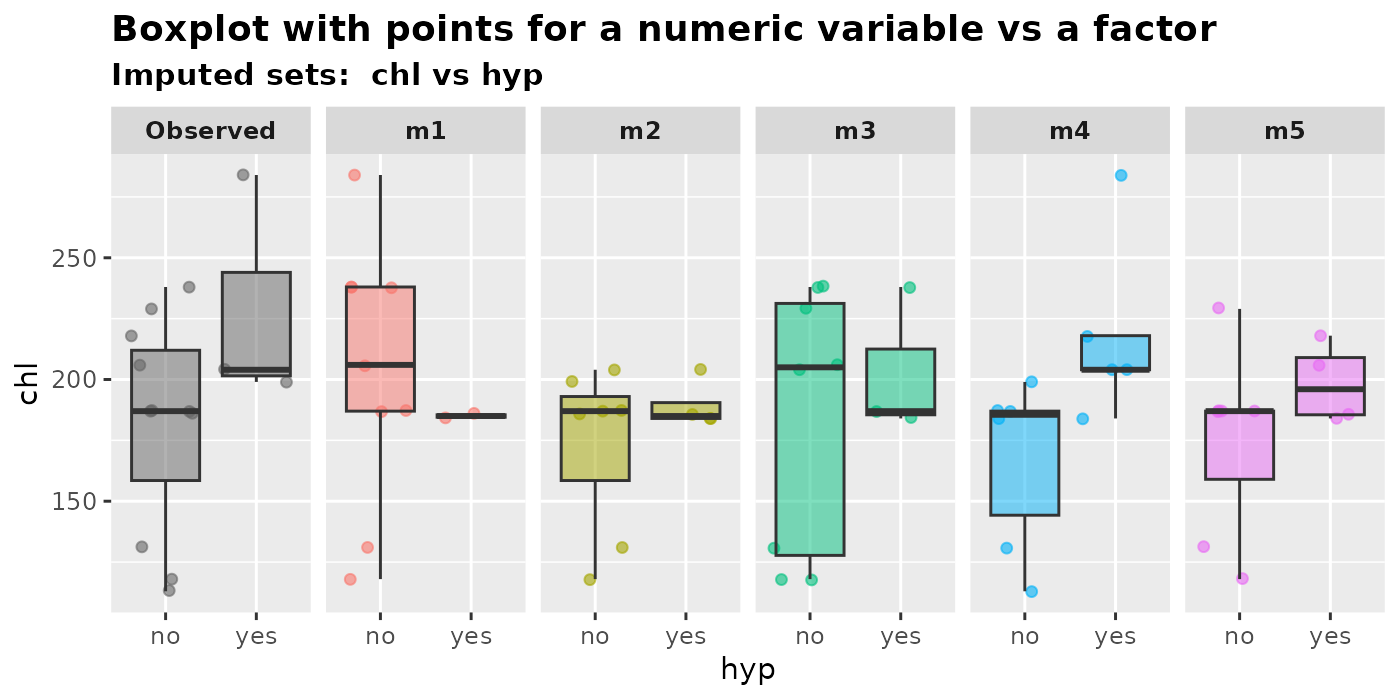 Boxplot with points for a numeric variable vs a factor
Imputed sets:  chl vs hyp
Observed m1 m2 m3 m4 m5
chl
250
200
150
no yes no yes no yes no yes no yes no yes
hyp